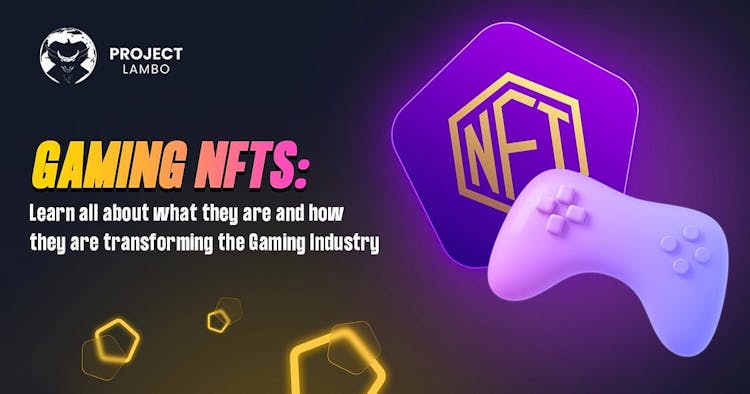 PROJECT
LAMBO
GAMING NFTS:
Learn all about what they are and how
they are transforming the Gaming Industry
NFT